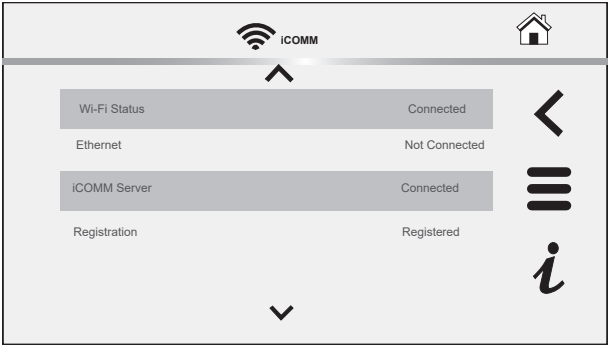 iCOMM
Wi-Fi Status Connected
Ethernet Not Connected
iCOMM Server Connected
Registration Registered
i